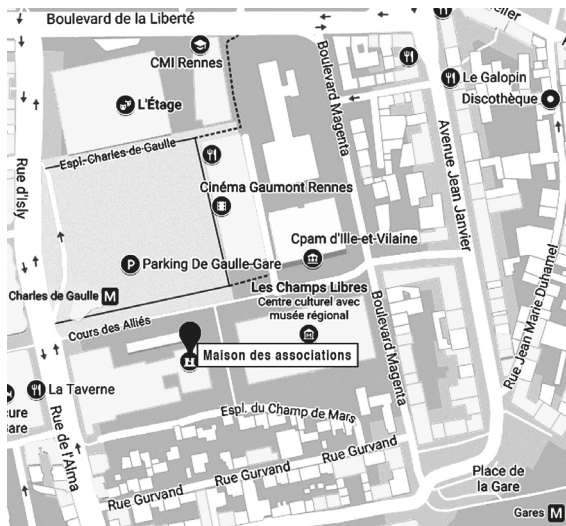 Boulevard de la Liberté
CMI Rennes
Le Galopin
L'Étage
Discothèque
Boulevard Magenta
Espl.-Charles-de-Gaulle
Avenue Jean Janvier
Rue d'Isly
Cinéma Gaumont Rennes
Cpam d'Ille-et-Vilaine
P
Parking De Gaulle-Gare
Les Champs Libres
Centre culturel avec
musée régional
Charles de Gaulle M
Cours des Alliés
Maison des associations
Boulevard Magenta
Rue Jean Marie Duhamel
La Taverne
Espl. du Champ de Mars
Rue de l'Alma
Rue Gurvand
Rue Gurvand
Rue Gurvand
Place de
la Gare
Gares M